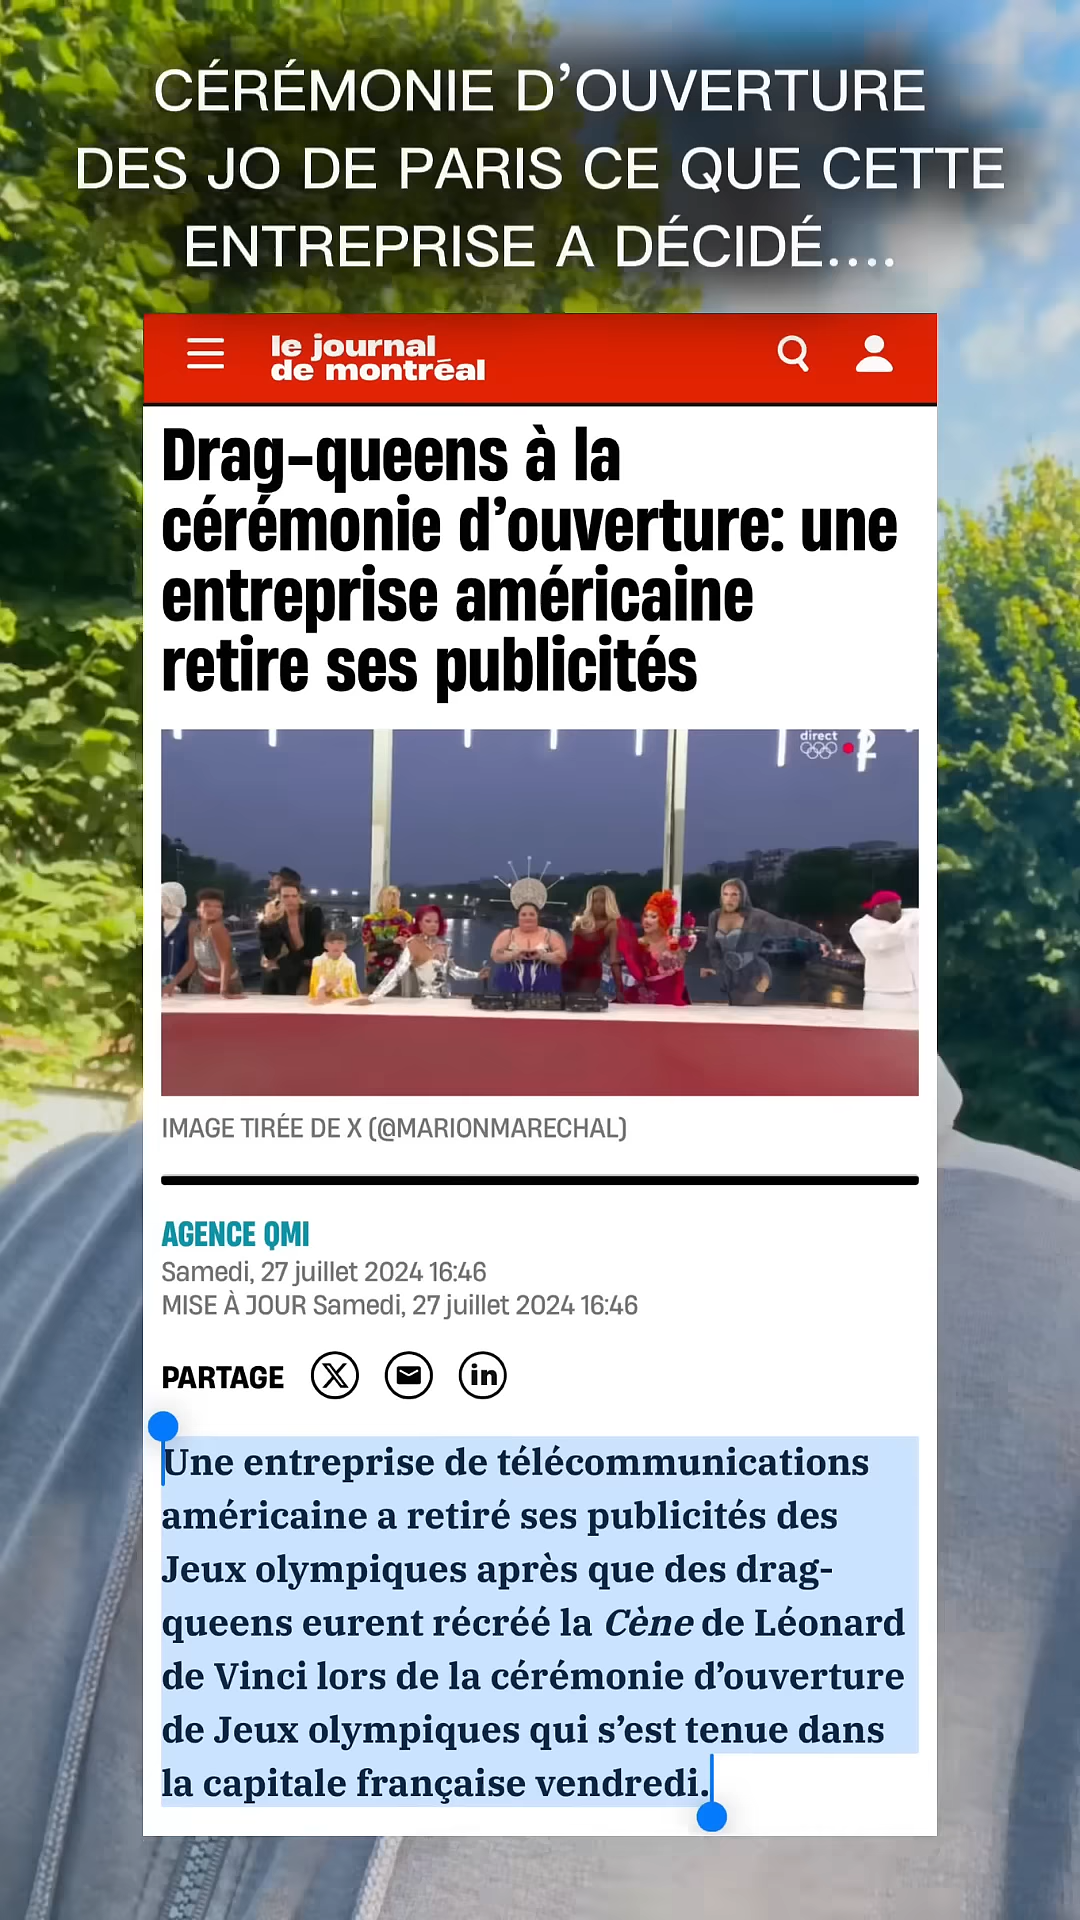 CÉRÉMONIE D’OUVERTURE
DES JO DE PARIS CE QUE CETTE
ENTREPRISE A DÉCIDÉ....
le journal
de montréal
Drag-queens à la
cérémonie d’ouverture: une
entreprise américaine
retire ses publicités
direct
2
IMAGE TIRÉE DE X (@MARIONMARECHAL)
AGENCE QMI
Samedi, 27 juillet 2024 16:46
MISE À JOUR Samedi, 27 juillet 2024 16:46
PARTAGE
Une entreprise de télécommunications
américaine a retiré ses publicités des
Jeux olympiques après que des drag-
queens eurent récréé la Cène de Léonard
de Vinci lors de la cérémonie d’ouverture
de Jeux olympiques qui s’est tenue dans
la capitale française vendredi.